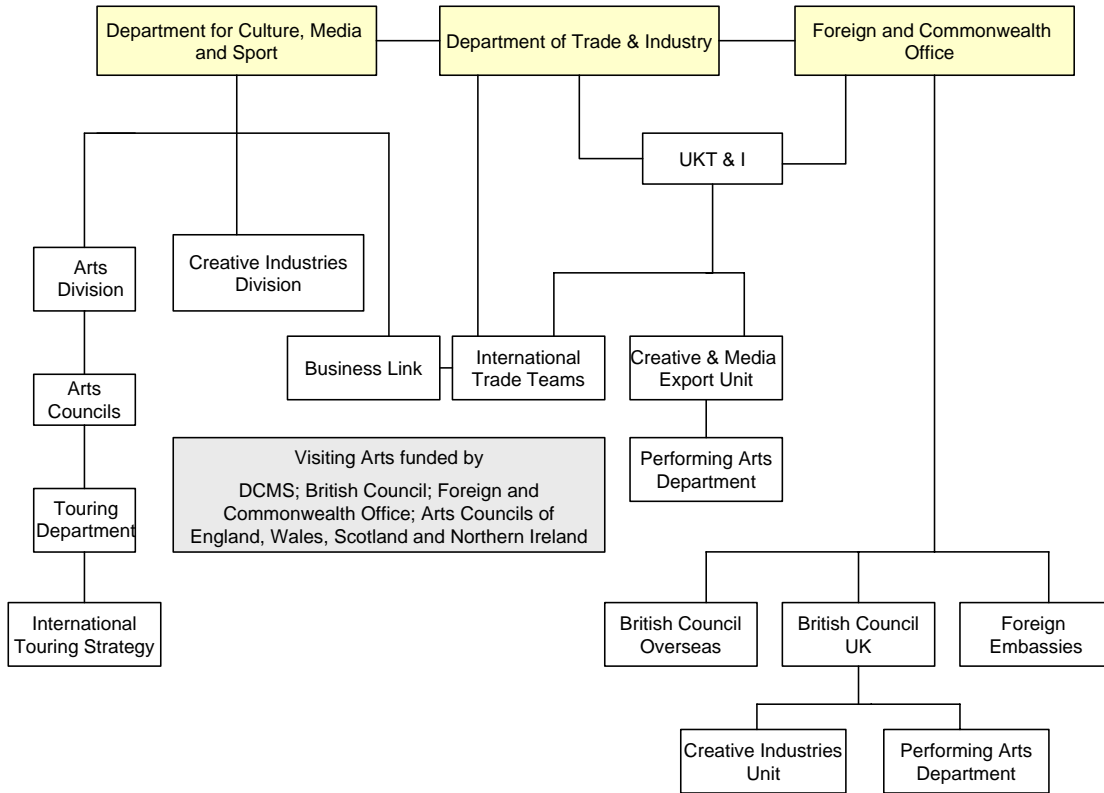 Department for Culture, Media
and Sport
Department of Trade & Industry
Foreign and Commonwealth
Office
UKT & I
Arts
Division
Creative Industries
Division
Business Link
International
Trade Teams
Creative & Media
Export Unit
Arts
Councils
Visiting Arts funded by
DCMS; British Council; Foreign and
Commonwealth Office; Arts Councils of
England, Wales, Scotland and Northern Ireland
Performing Arts
Department
Touring
Department
International
Touring Strategy
British Council
Overseas
British Council
UK
Foreign
Embassies
Creative Industries
Unit
Performing Arts
Department